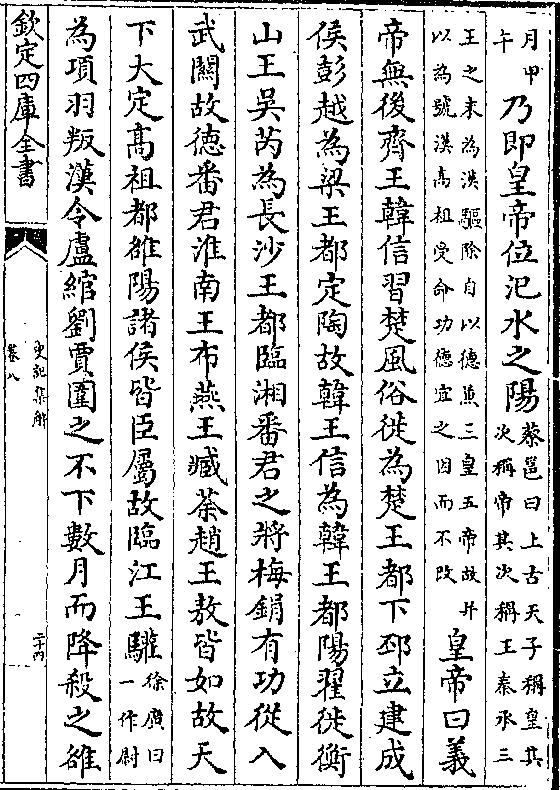 月甲
午
乃即皇帝位汜水之陽
蔡邕曰上古天子稱皇其
次稱帝其次稱王秦承三
王之末為漢驅除自以德兼三皇五帝故并
以為號漢高祖受命功德宜之因而不改
皇帝曰義
帝無後齊王韓信習楚風俗徙為楚王都下邳立建成
侯彭越為梁王都定陶故韓王信為韓王都陽翟徙衡
山王吳芮為長沙王都臨湘番君之將梅鋗有功從入
武關故德番君淮南王布燕王臧荼趙王敖皆如故天
下大定高祖都雒陽諸侯皆臣屬故臨江王驩
徐廣曰
一作尉
為項羽叛漢令盧綰劉賈圍之不下數月而降殺之雒
欽定四庫全書
史記集解
卷八
二十四